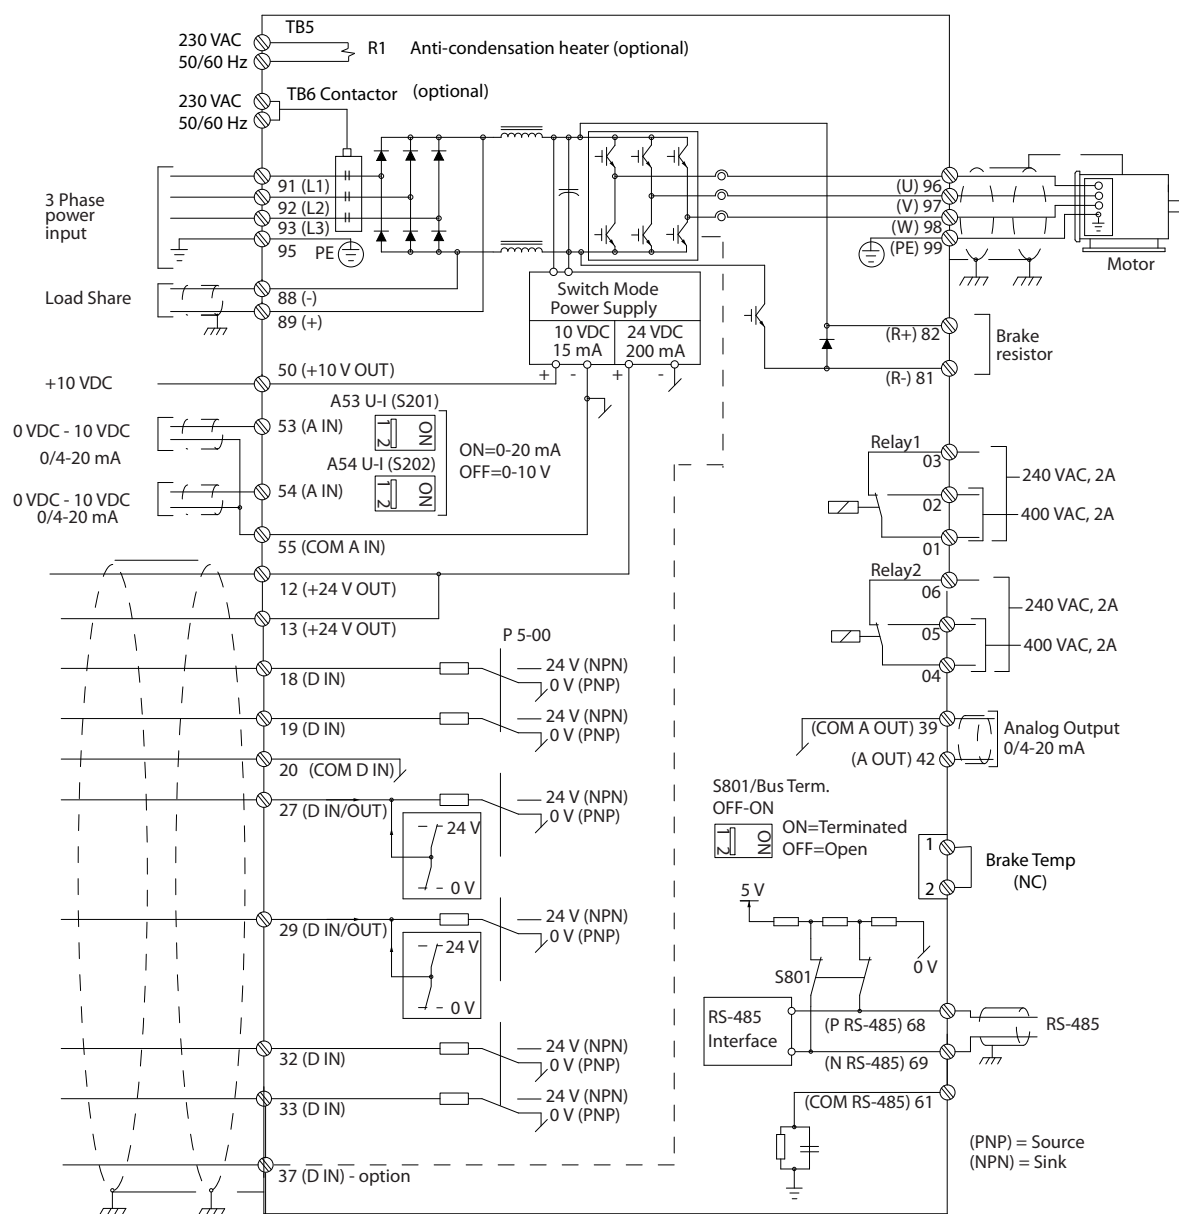 TB5
230 VAC
50/60 Hz
R1
Anti-condensation heater (optional)
TB6 Contactor
(optional)
230 VAC
50/60 Hz
3 Phase
power
input
91 (L1)
92 (L2)
93 (L3)
95
PE
Load Share
88 (-)
89 (+)
Switch Mode
Power Supply
10 VDC
15 mA
24 VDC
200 mA
+
-
+
-
(U) 96
(V) 97
(W) 98
(PE) 99
Motor
(R+) 82
(R-) 81
Brake
resistor
+10 VDC
50 (+10 V OUT)
0 VDC - 10 VDC
0/4-20 mA
53 (A IN)
A53 U-I (S201)
1
2
ON
A54 U-I (S202)
1
2
ON
ON=0-20 mA
OFF=0-10 V
0 VDC - 10 VDC
0/4-20 mA
54 (A IN)
55 (COM A IN)
12 (+24 V OUT)
13 (+24 V OUT)
P 5-00
18 (D IN)
24 V (NPN)
0 V (PNP)
19 (D IN)
24 V (NPN)
0 V (PNP)
20 (COM D IN)
27 (D IN/OUT)
24 V (NPN)
0 V (PNP)
24 V
0 V
29 (D IN/OUT)
24 V (NPN)
0 V (PNP)
24 V
0 V
32 (D IN)
24 V (NPN)
0 V (PNP)
33 (D IN)
24 V (NPN)
0 V (PNP)
37 (D IN) - option
Relay1
03
02
01
240 VAC, 2A
400 VAC, 2A
Relay2
06
05
04
240 VAC, 2A
400 VAC, 2A
(COM A OUT) 39
(A OUT) 42
Analog Output
0/4-20 mA
S801/Bus Term.
OFF-ON
1
2
ON
ON=Terminated
OFF=Open
1
2
Brake Temp
(NC)
5 V
0 V
S801
RS-485
Interface
(P RS-485) 68
(N RS-485) 69
RS-485
(COM RS-485) 61
(PNP) = Source
(NPN) = Sink